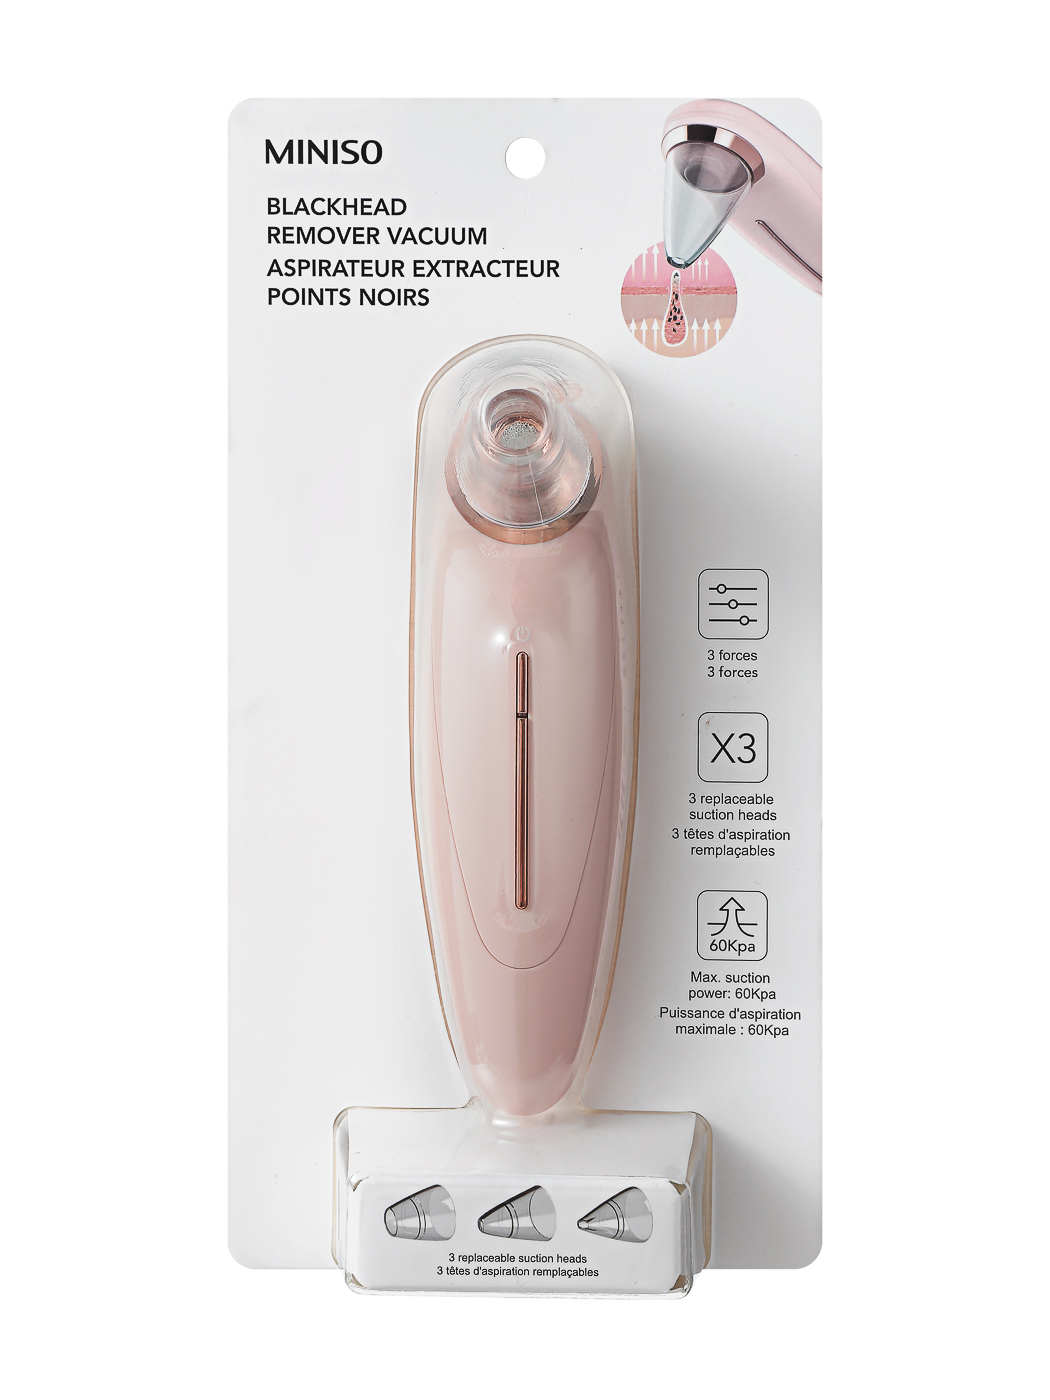 MINISO
BLACKHEAD
REMOVER VACUUM
ASPIRATEUR EXTRACTEUR
POINTS NOIRS
3 forces
3 forces
X3
3 replaceable
suction heads
3 têtes d'aspiration
remplaçables
60Kpa
Max. suction
power: 60Kpa
Puissance d'aspiration
maximale : 60Kpa
3 replaceable suction heads
3 têtes d'aspiration remplaçables